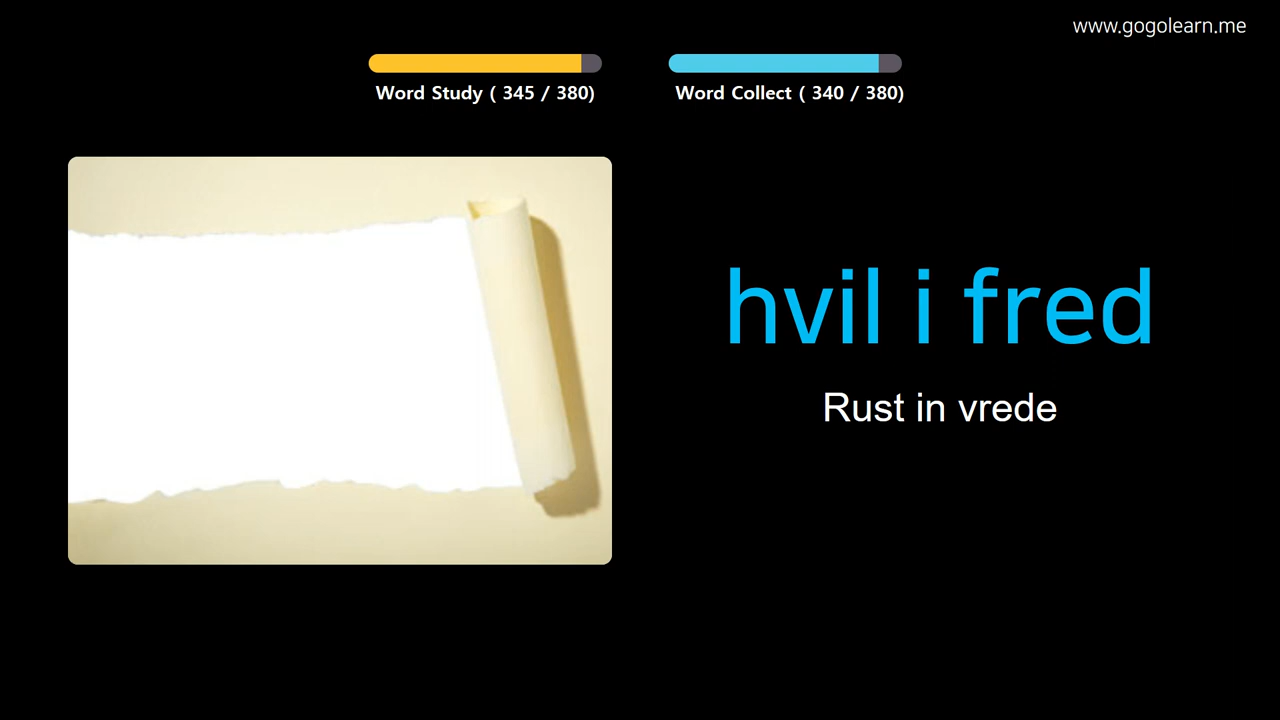 www.gogolearn.me
Word Study ( 345 / 380)
Word Collect ( 340 / 380)
hvil i fred
Rust in vrede